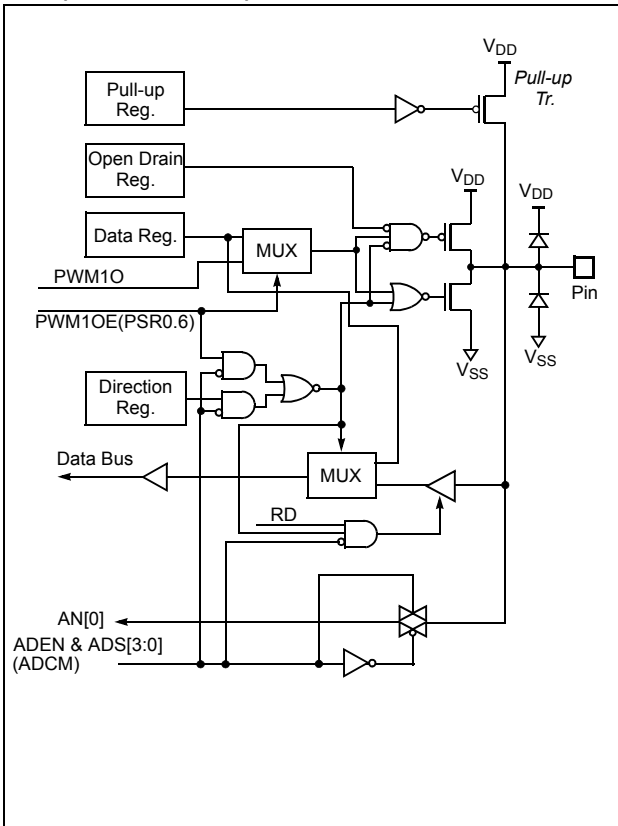 VDD
Pull-up
Tr.
Pull-up
Reg.
Open Drain
Reg.
VDD
VDD
Data Reg.
MUX
PWM1O
Pin
PWM1OE(PSR0.6)
VSS
VSS
Direction
Reg.
Data Bus
MUX
RD
AN[0]
ADEN & ADS[3:0]
(ADCM)